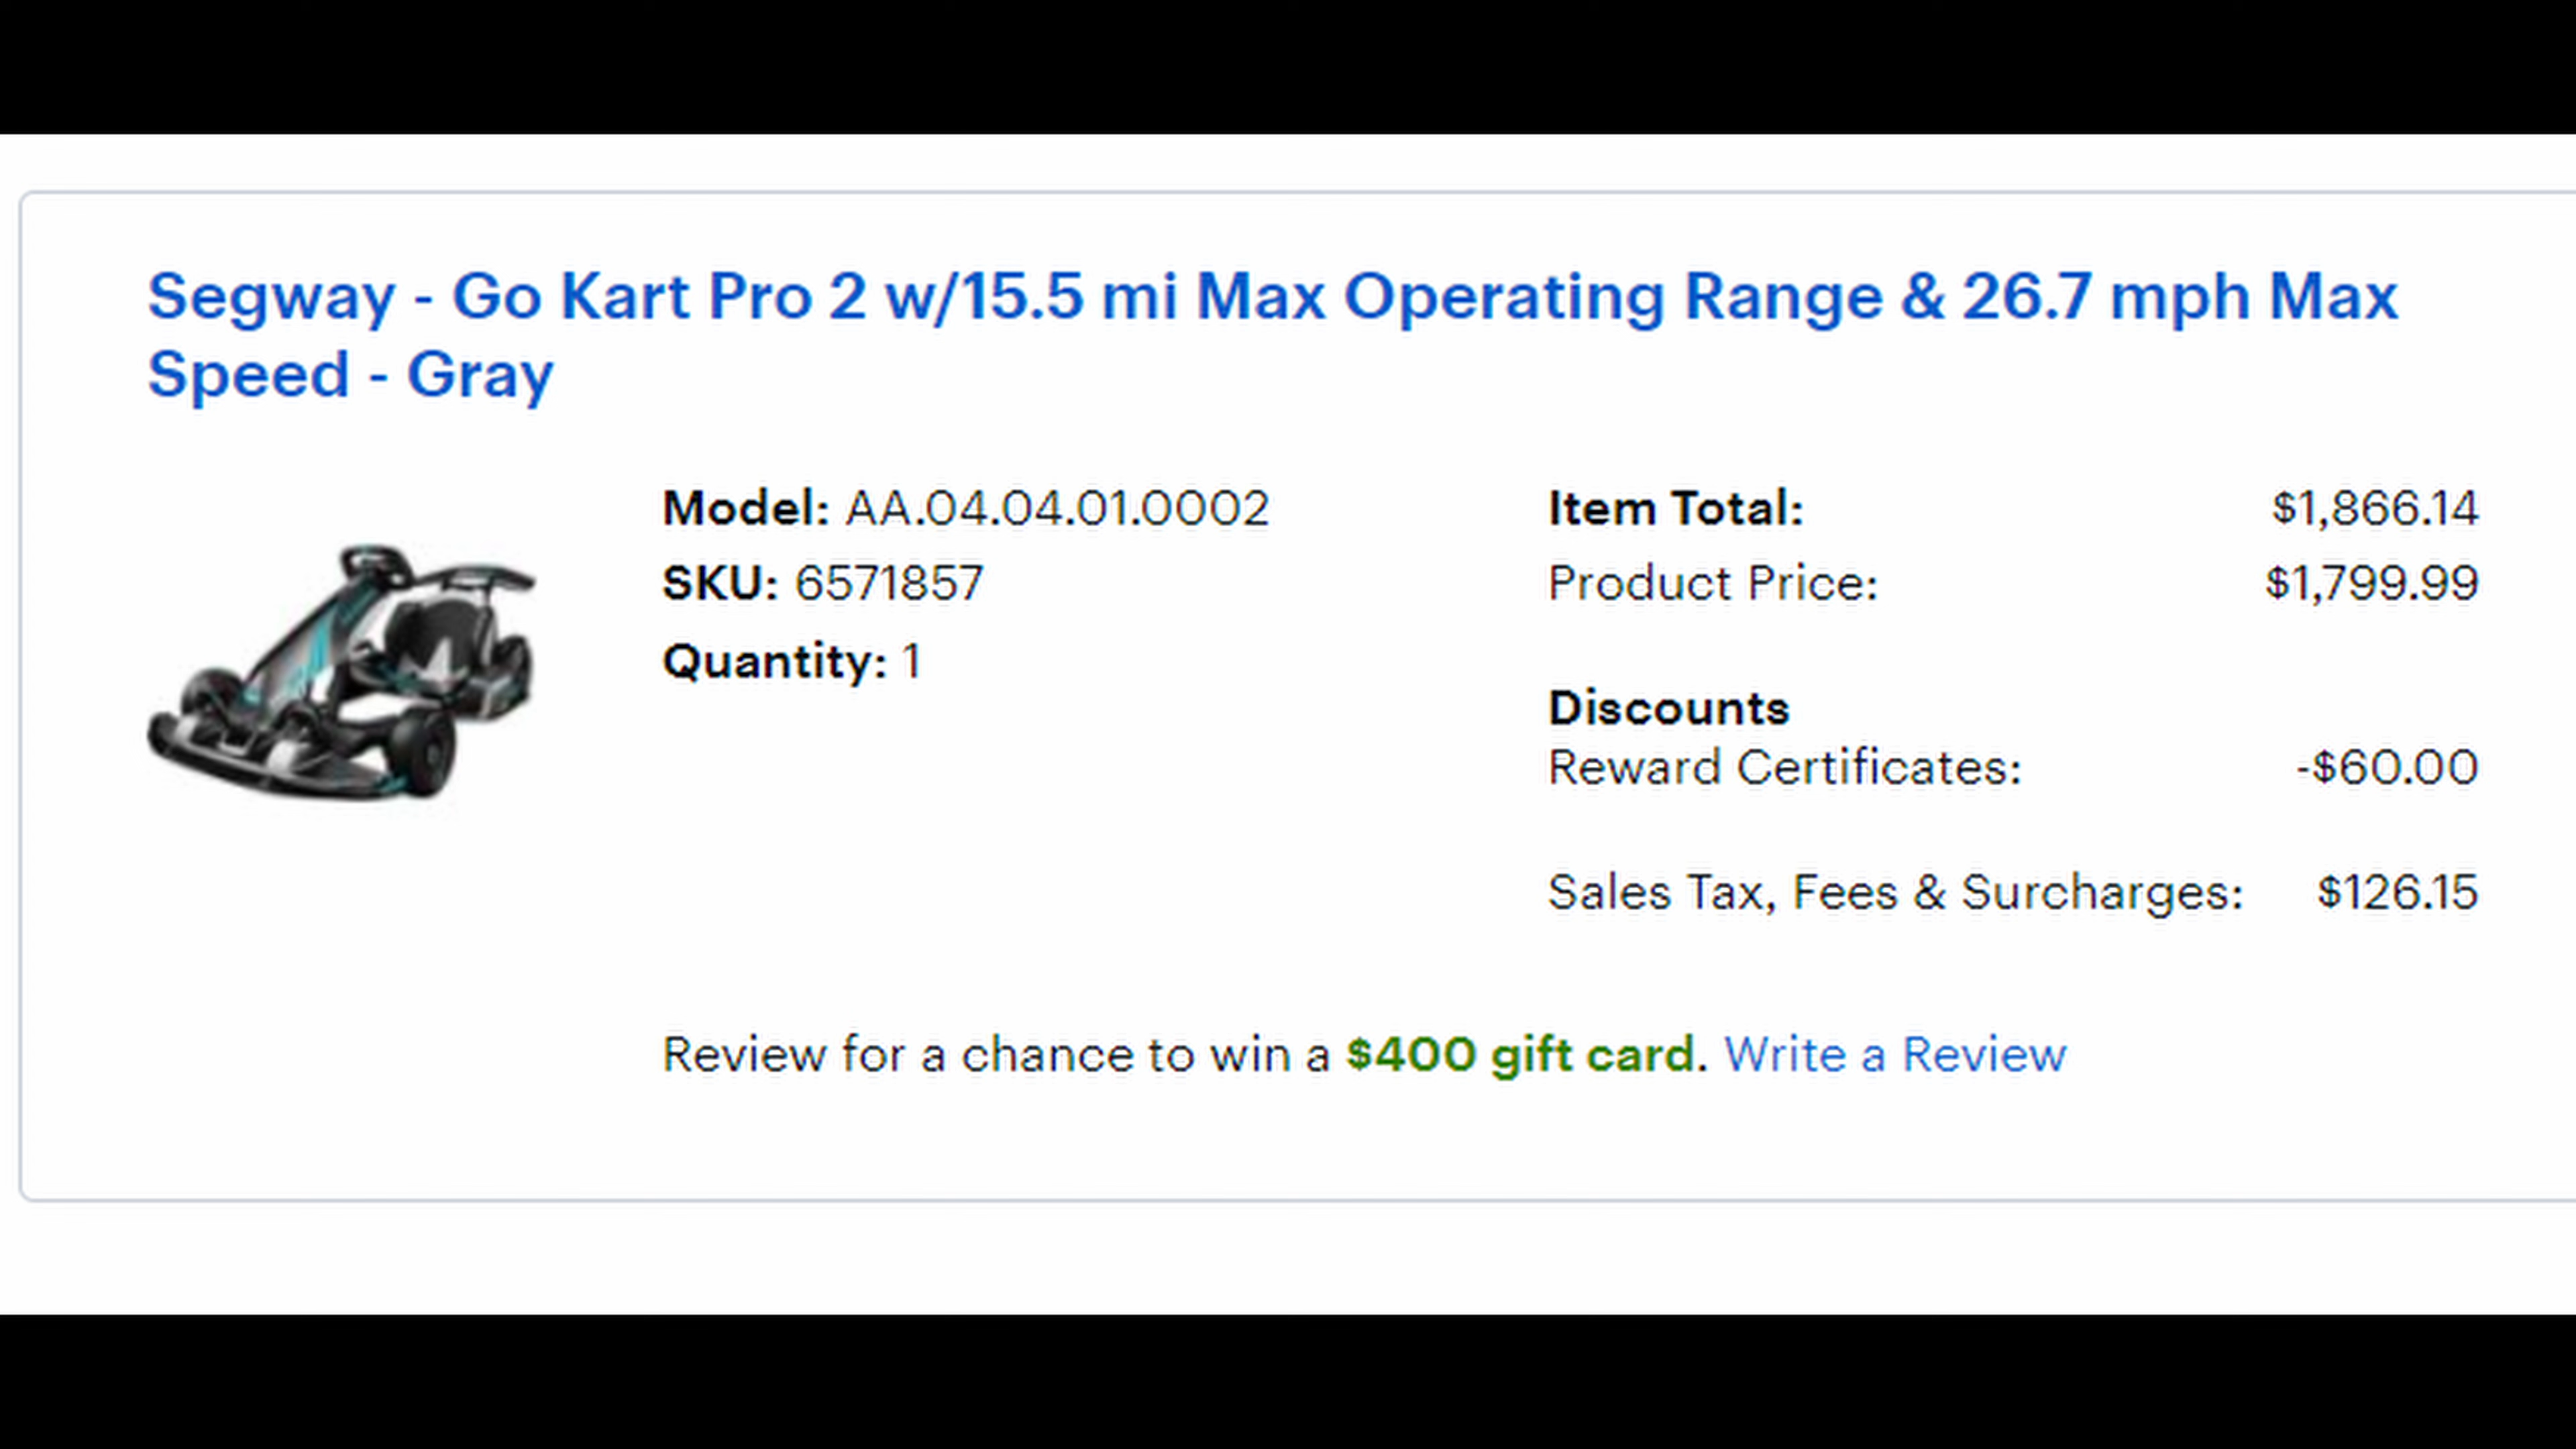 Segway - Go Kart Pro 2 w/15.5 mi Max Operating Range & 26.7 mph Max
Speed - Gray
Model: AA.04.04.01.0002
SKU: 6571857
Quantity: 1
Item Total: $1,866.14
Product Price: $1,799.99
Discounts
Reward Certificates: -$60.00
Sales Tax, Fees & Surcharges: $126.15
Review for a chance to win a $400 gift card. Write a Review